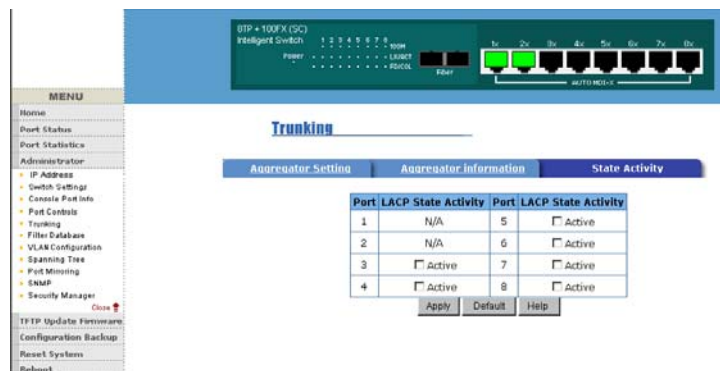 8TP + 100FX (SC)
Intelligent Switch
1 2 3 4 5 6 7 8
100M
Power
LK/ACT
FD/COL
Fiber
1x 2x 3x 4x 5x 6x 7x 8x
AUTO MDI-X
MENU
Home
Port Status
Port Statistics
Administrator
IP Address
Switch Settings
Console Port Info
Port Controls
Trunking
Filter Database
VLAN Configuration
Spanning Tree
Port Mirroring
SNMP
Security Manager
Close
TFTP Update Firmware
Configuration Backup
Reset System
Reboot
Trunking
Aggregator Setting Aggregator information State Activity
Port LACP State Activity Port LACP State Activity
1 N/A 5 Active
2 N/A 6 Active
3 Active 7 Active
4 Active 8 Active
Apply Default Help